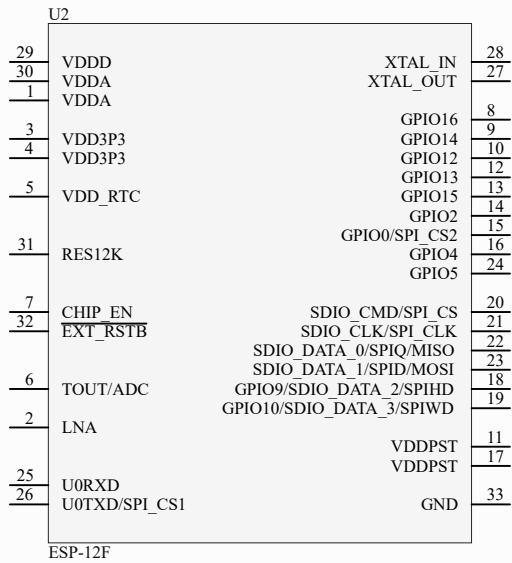 U2
29 VDDD XTAL_IN 28
30 VDDA XTAL_OUT 27
1 VDDA
GPIO16 8
3 VDD3P3 GPIO14 9
4 VDD3P3 GPIO12 10
GPIO13 12
5 VDD_RTC GPIO15 13
GPIO2 14
GPIO0/SPI_CS2 15
31 RES12K GPIO4 16
GPIO5 24
7 CHIP_EN SDIO_CMD/SPI_CS 20
32 EXT_RSTB SDIO_CLK/SPI_CLK 21
SDIO_DATA_0/SPIQ/MISO 22
SDIO_DATA_1/SPID/MOSI 23
6 TOUT/ADC GPIO9/SDIO_DATA_2/SPIHD 18
GPIO10/SDIO_DATA_3/SPIWD 19
2 LNA
VDDPST 11
VDDPST 17
25 U0RXD
26 U0TXD/SPI_CS1 GND 33
ESP-12F